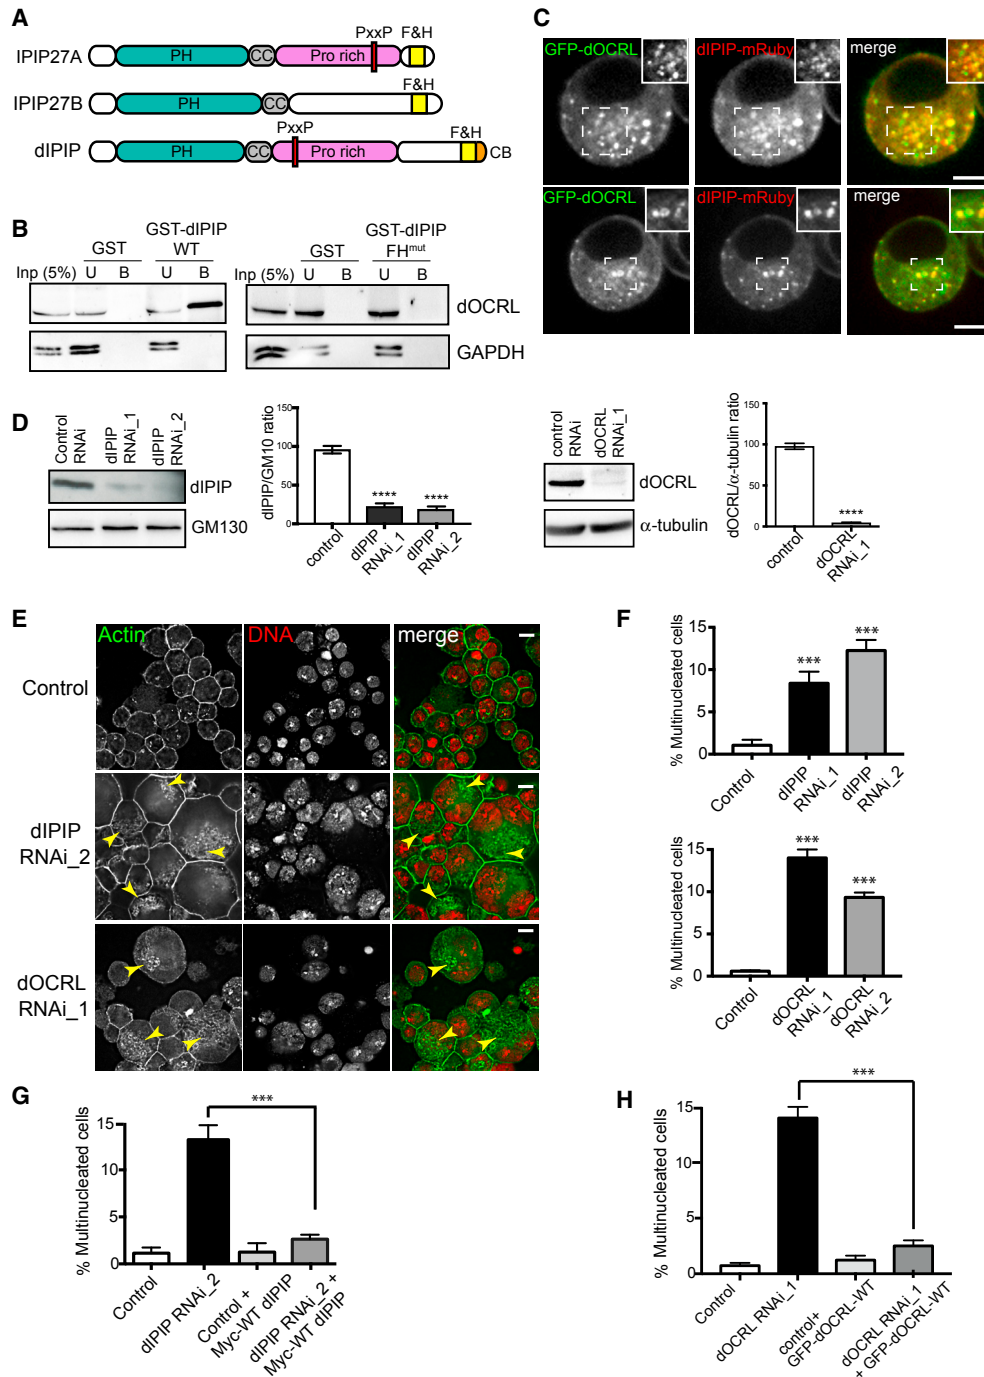 A
PxxP
F&H
IPIP27A
PH
CC
Pro rich
F&H
IPIP27B
PH
CC
PxxP
F&H
dIPIP
PH
CC
Pro rich
CB
B
GST
GST-dIPIP
WT
GST
GST-dIPIP
FHmut
Inp (5%)
U
B
U
B
Inp (5%)
U
B
U
B
dOCRL
GAPDH
C
GFP-dOCRL
dIPIP-mRuby
merge
GFP-dOCRL
dIPIP-mRuby
merge
D
Control
RNAi
dIPIP
RNAi_1
dIPIP
RNAi_2
dIPIP
GM130
dIPIP/GM10 ratio
150
100
50
0
****
****
control
dIPIP
RNAi_1
dIPIP
RNAi_2
control
RNAi
dOCRL
RNAi_1
dOCRL
α-tubulin
dOCRL/α-tubulin ratio
150
100
50
0
****
control
dOCRL
RNAi_1
E
Actin
DNA
merge
Control
dIPIP
RNAi_2
dOCRL
RNAi_1
F
% Multinucleated cells
15
10
5
0
***
***
Control
dIPIP
RNAi_1
dIPIP
RNAi_2
% Multinucleated cells
15
10
5
0
***
***
Control
dOCRL
RNAi_1
dOCRL
RNAi_2
G
% Multinucleated cells
15
10
5
0
***
Control
dIPIP RNAi_2
Control +
Myc-WT dIPIP
dIPIP RNAi_2 +
Myc-WT dIPIP
H
% Multinucleated cells
15
10
5
0
***
Control
dOCRL RNAi_1
control+
GFP-dOCRL-WT
dOCRL RNAi_1
+ GFP-dOCRL-WT